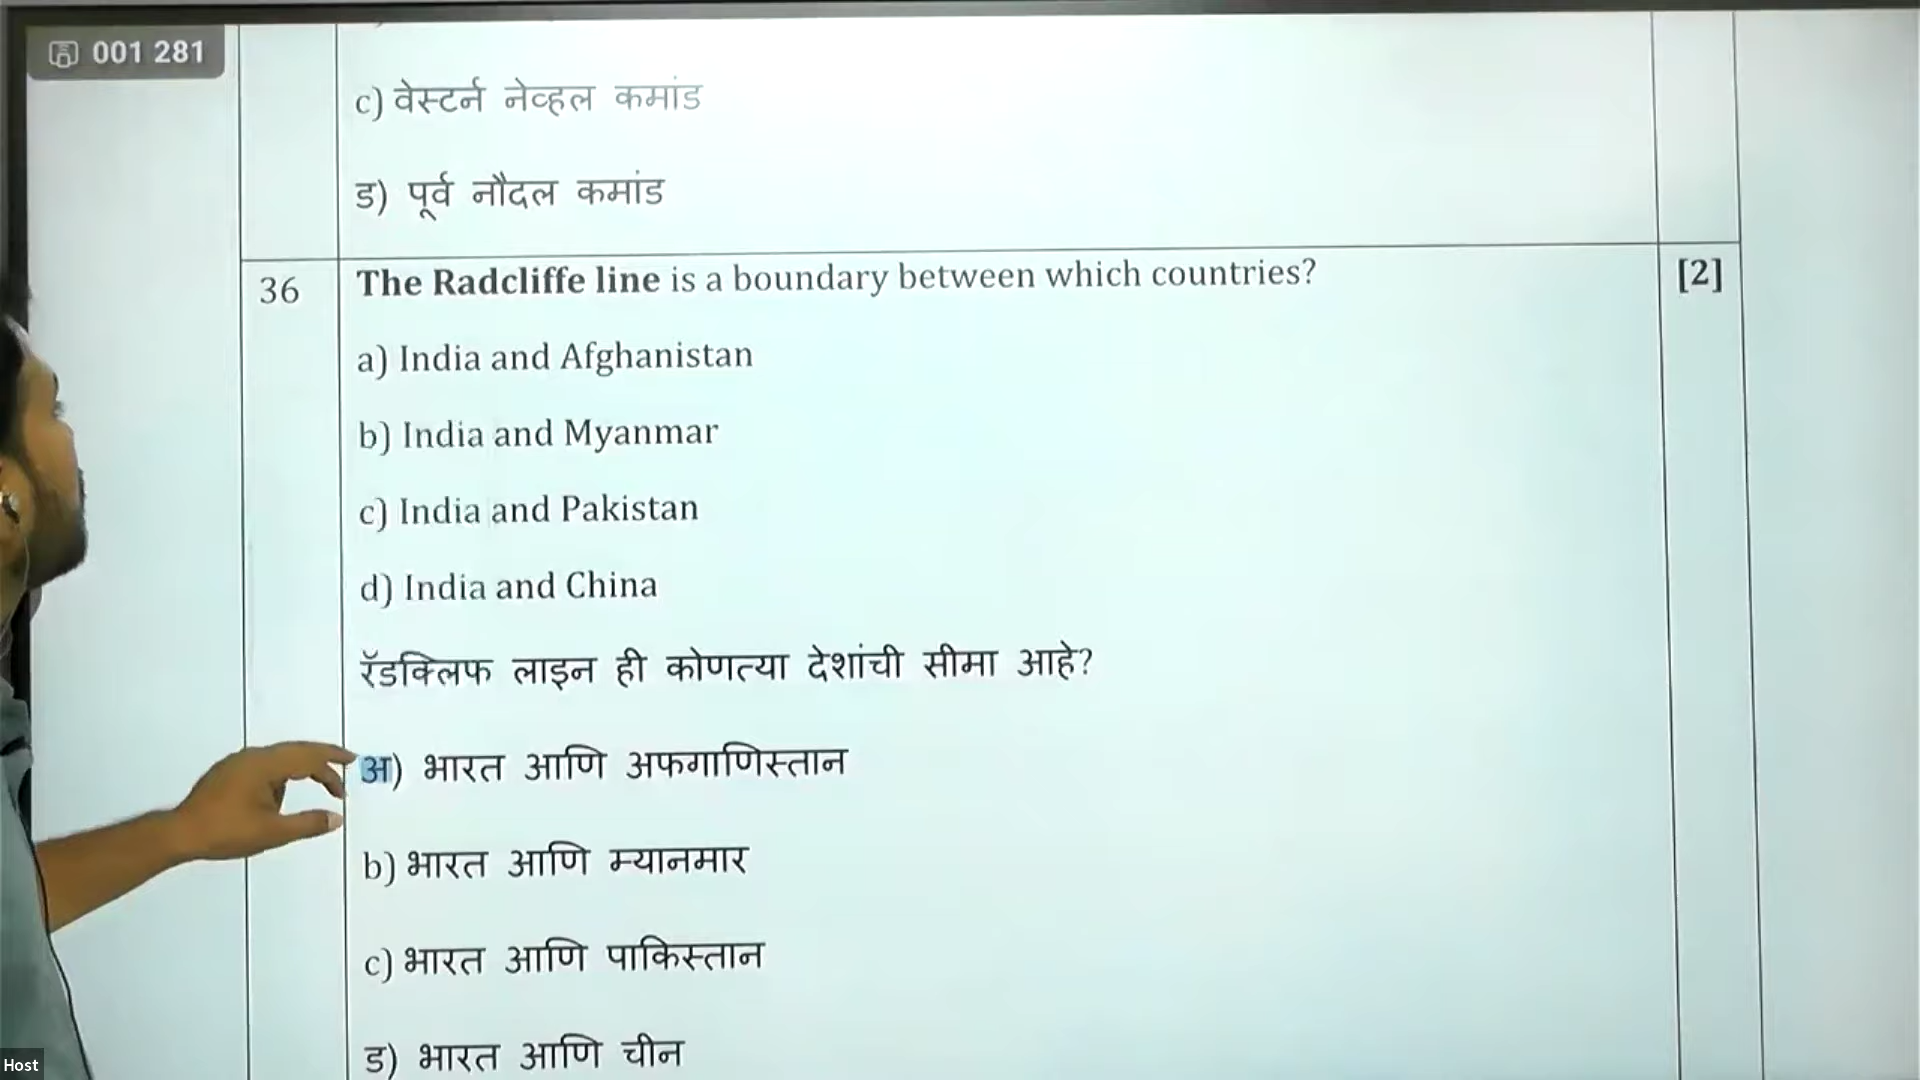 001 281
c) वेस्टर्न नेव्हल कमांड
ड) पूर्व नौदल कमांड
36 The Radcliffe line is a boundary between which countries? [2]
a) India and Afghanistan
b) India and Myanmar
c) India and Pakistan
d) India and China
रॅडक्लिफ लाइन ही कोणत्या देशांची सीमा आहे?
अ) भारत आणि अफगाणिस्तान
b) भारत आणि म्यानमार
c) भारत आणि पाकिस्तान
ड) भारत आणि चीन
Host